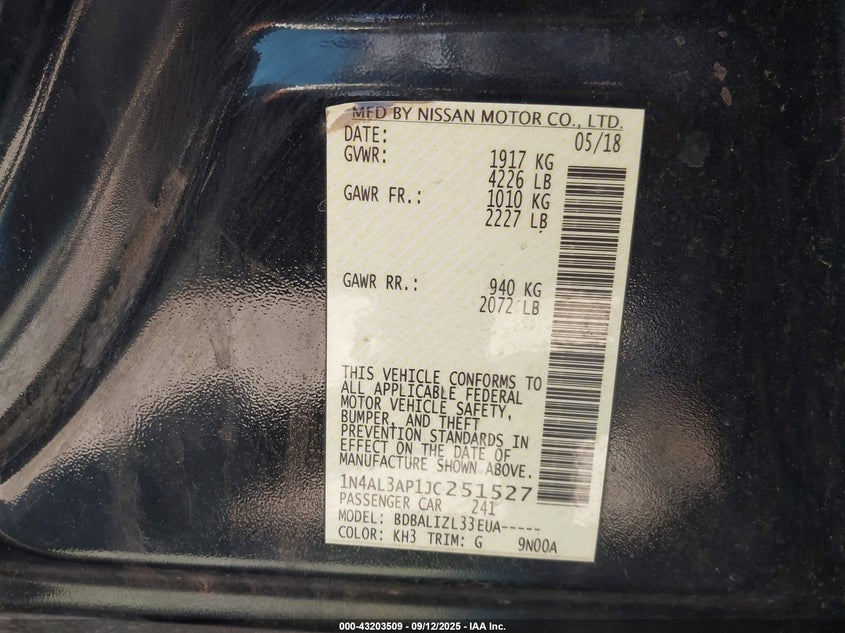 MFD BY NISSAN MOTOR CO., LTD.
DATE: 05/18
GVWR: 1917 KG
4226 LB
GAWR FR.: 1010 KG
2227 LB
GAWR RR.: 940 KG
2072 LB
THIS VEHICLE CONFORMS TO
ALL APPLICABLE FEDERAL
MOTOR VEHICLE SAFETY,
BUMPER, AND THEFT
PREVENTION STANDARDS IN
EFFECT ON THE DATE OF
MANUFACTURE SHOWN ABOVE.
1N4AL3AP1JC251527
PASSENGER CAR 241
MODEL: BDBALIZL33EUA-----
COLOR: KH3 TRIM: G 9N00A
000-43203509 - 09/12/2025 - IAA Inc.